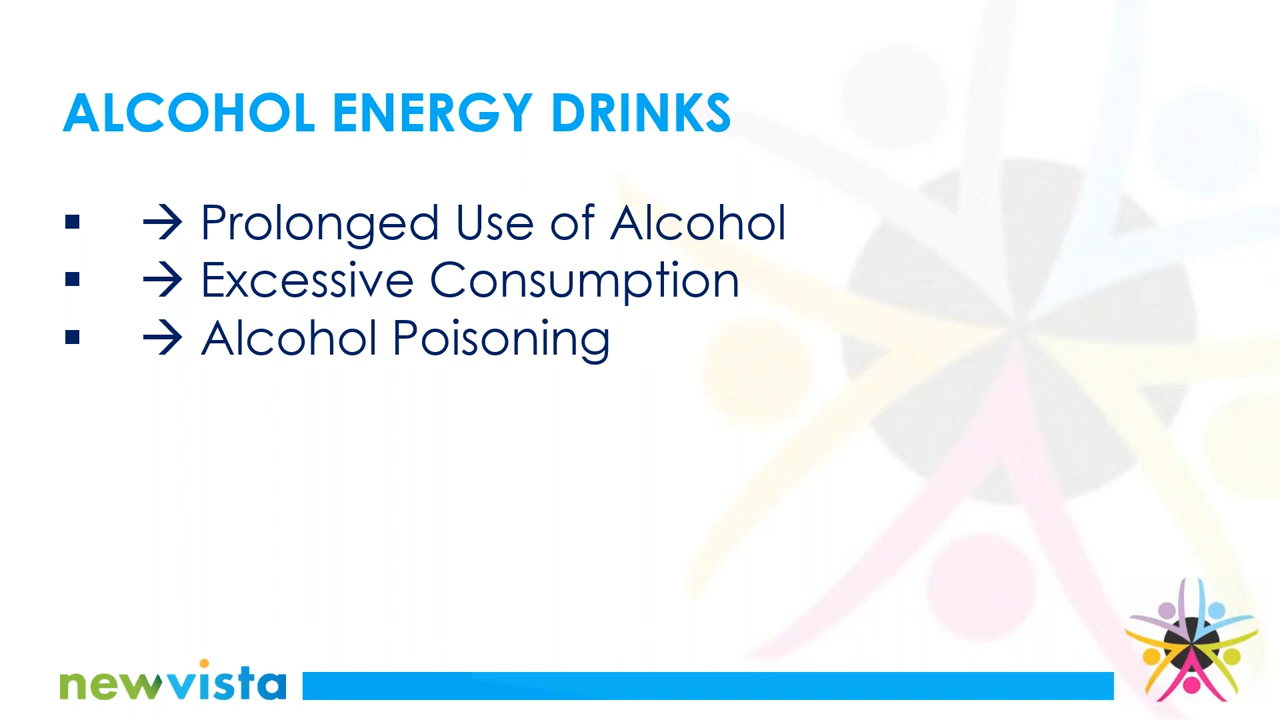 ALCOHOL ENERGY DRINKS
▪ → Prolonged Use of Alcohol
▪ → Excessive Consumption
▪ → Alcohol Poisoning
newvista